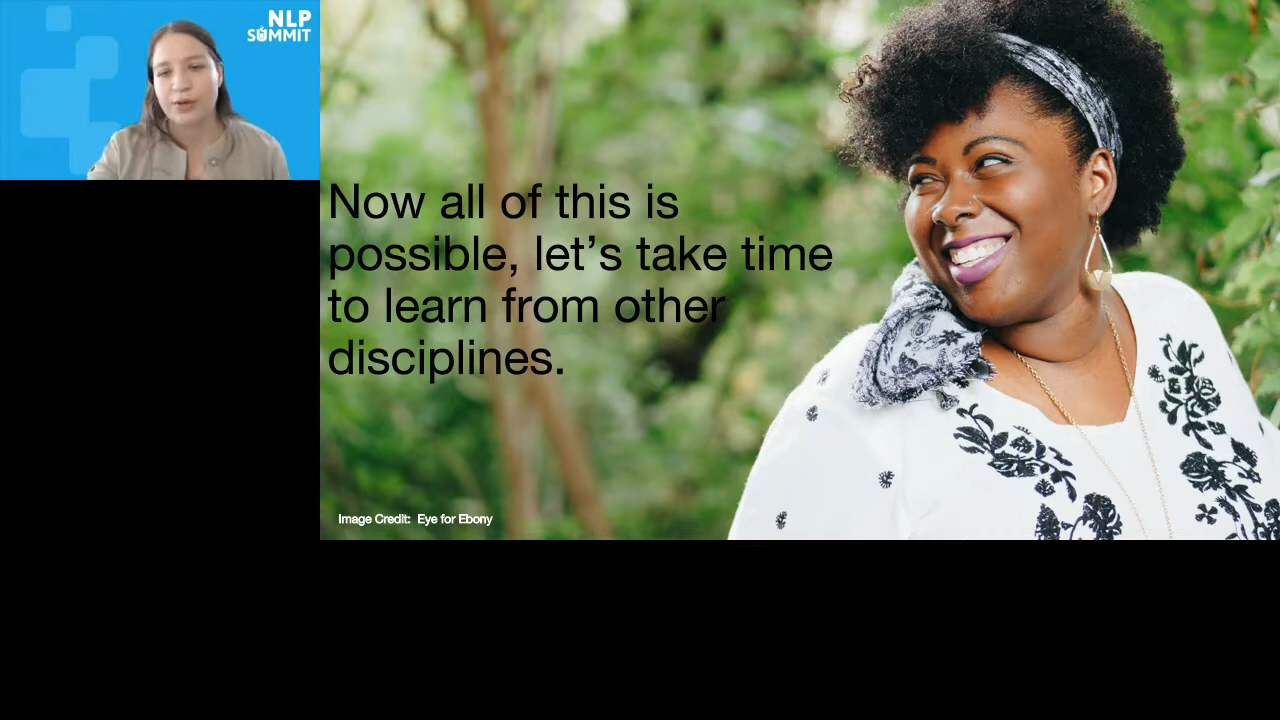 NLP
SUMMIT
Now all of this is
possible, let’s take time
to learn from other
disciplines.
Image Credit: Eye for Ebony